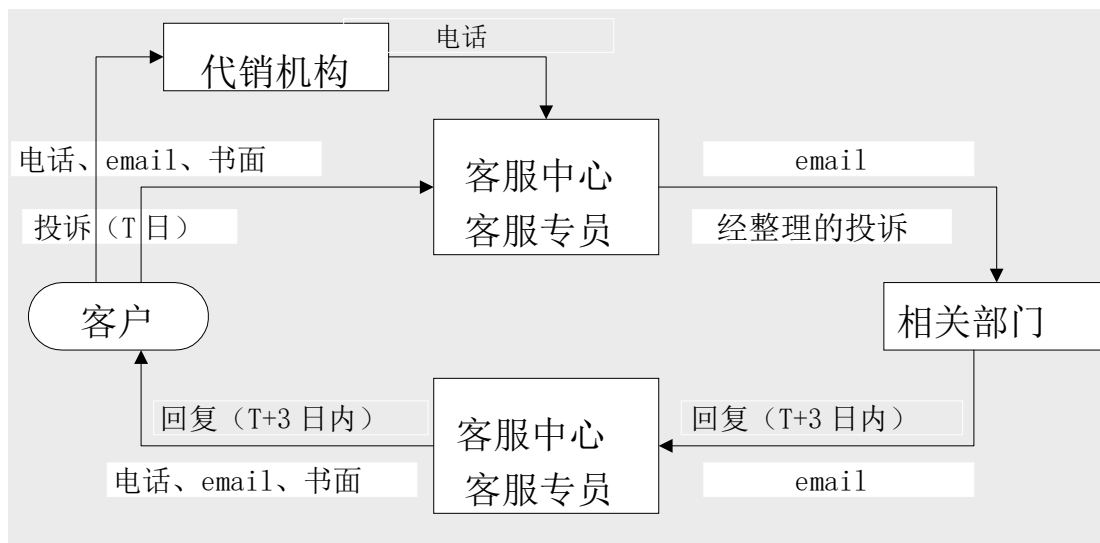 电话
代销机构
电话、email、书面
客服中心
客服专员
email
投诉（T 日）
经整理的投诉
客户
相关部门
回复（T+3 日内）
客服中心
客服专员
回复（T+3 日内）
电话、email、书面
email